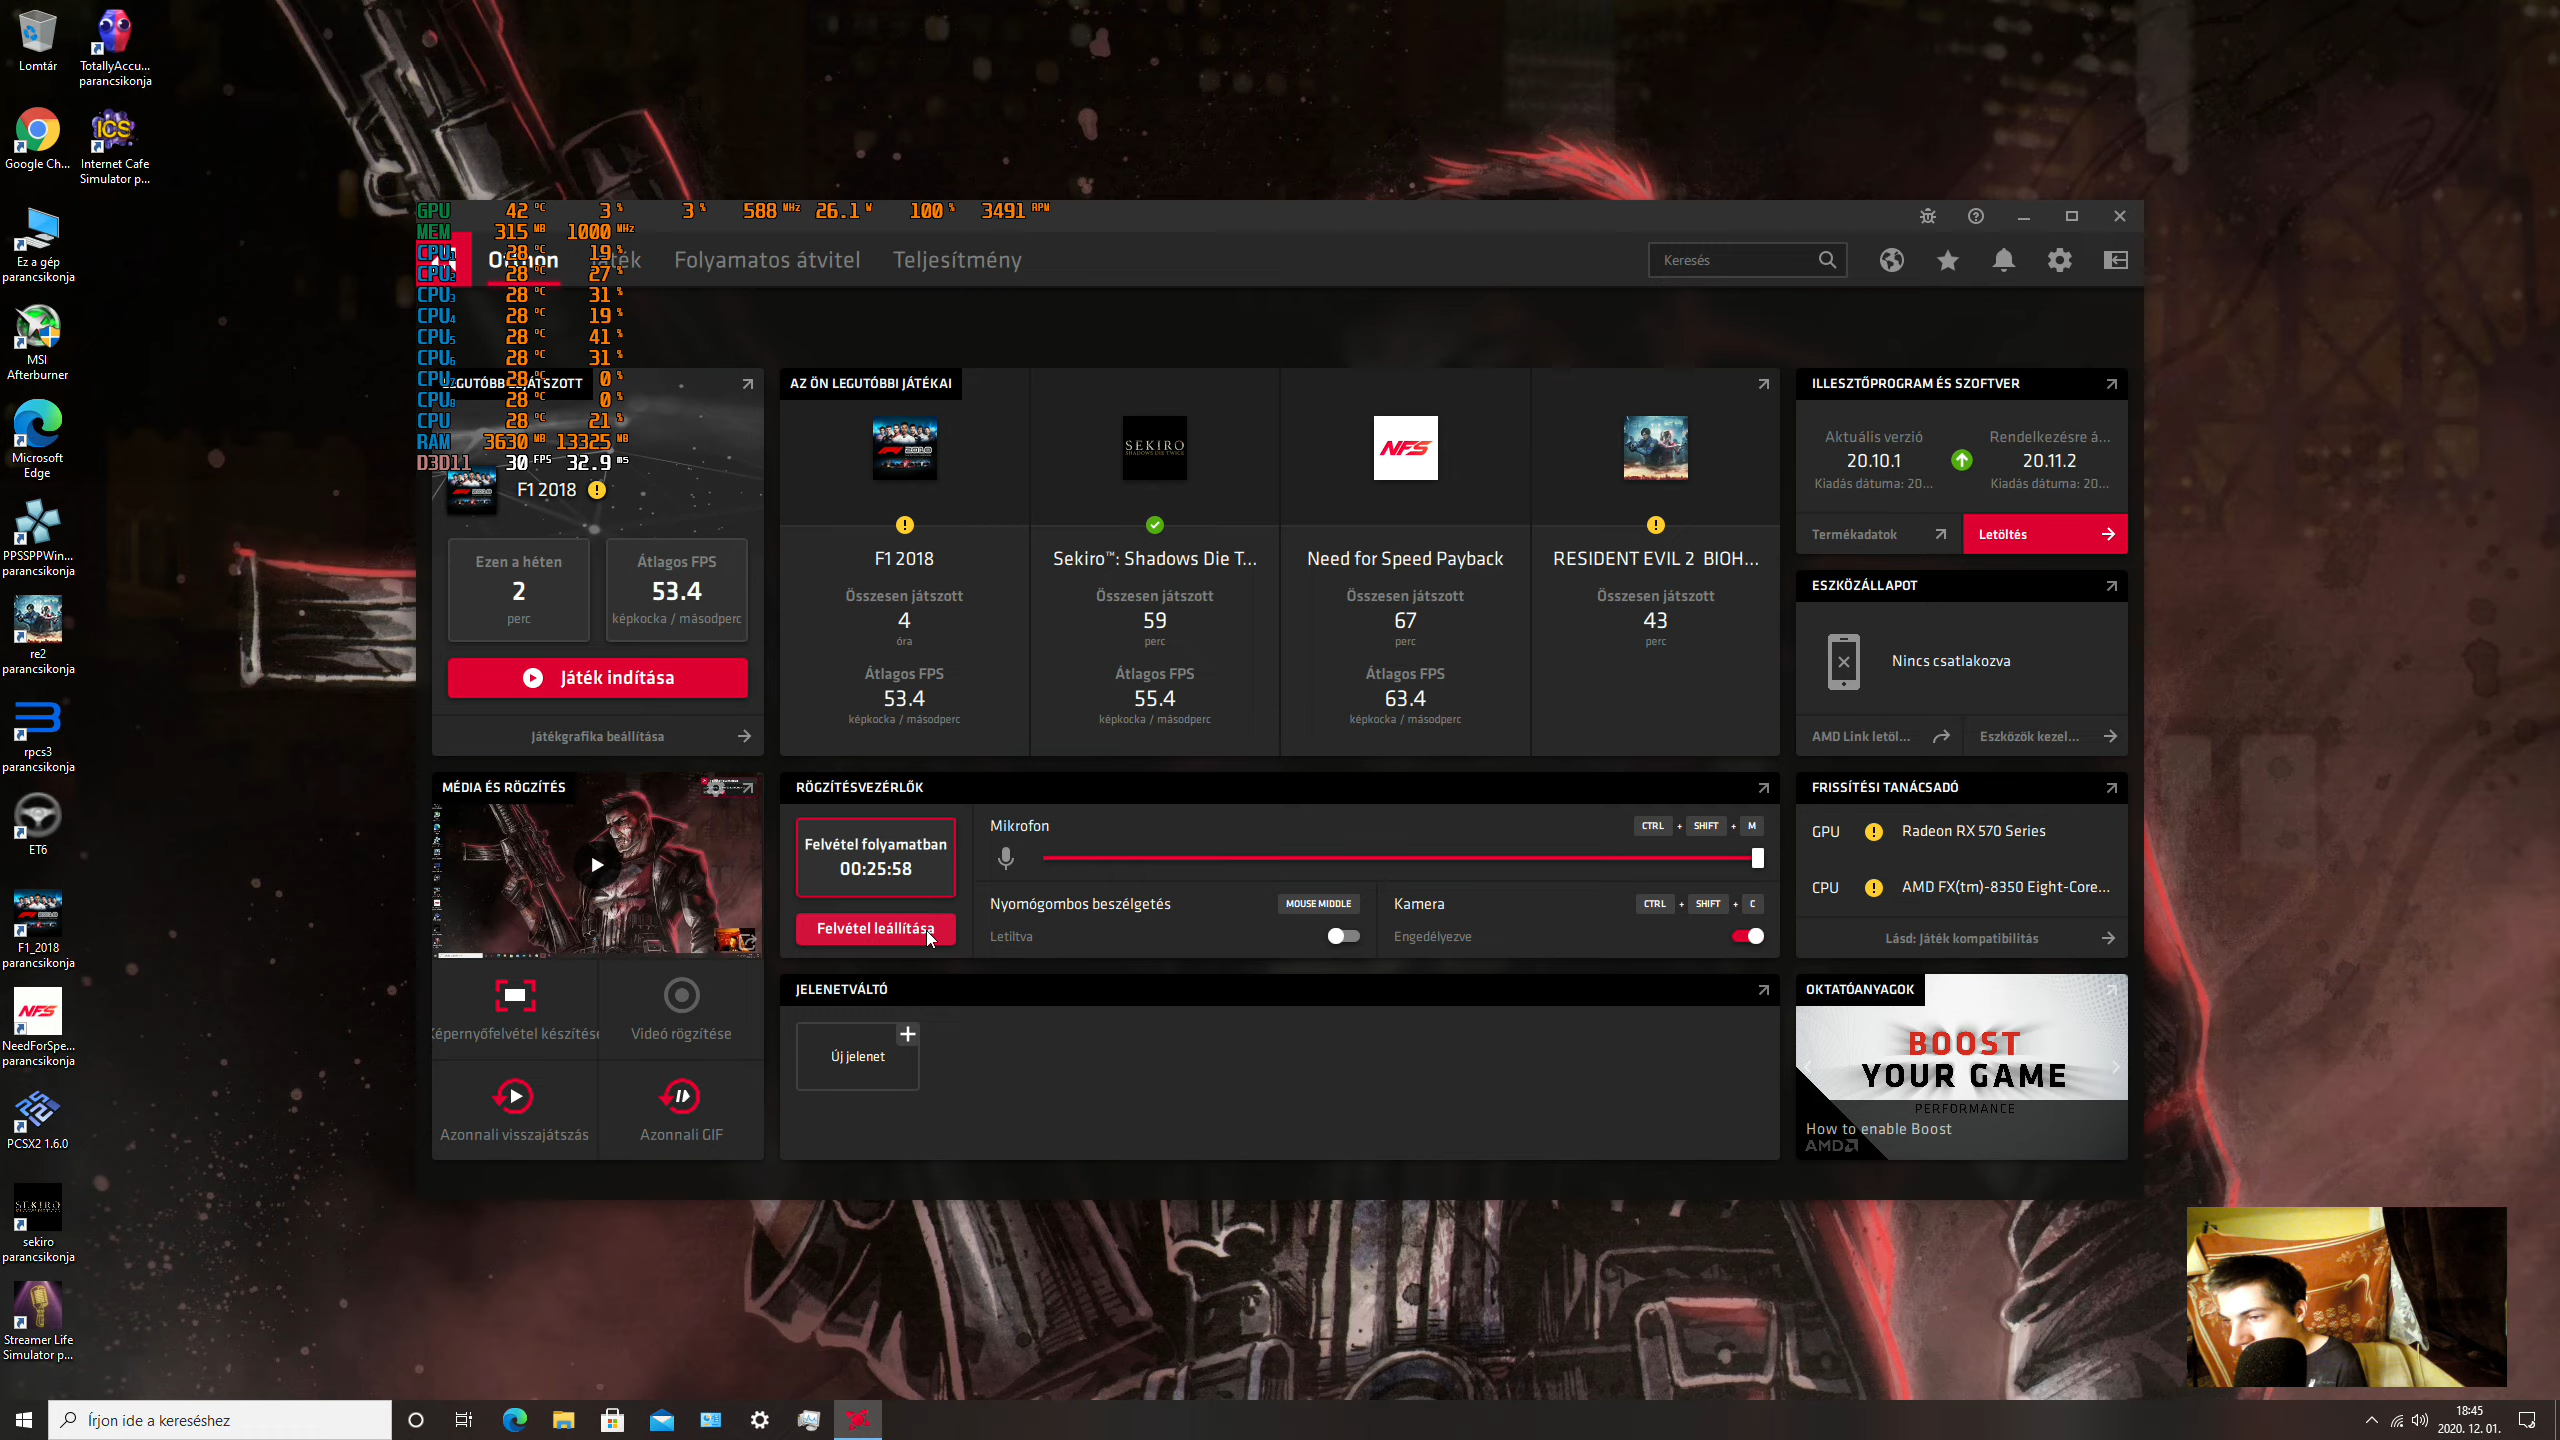 Lomtár
TotallyAccu...
parancsikonja
Google Ch...
Internet Cafe
Simulator p...
Ez a gép
parancsikonja
MSI
Afterburner
Microsoft
Edge
PPSSPPWin...
parancsikonja
re2
parancsikonja
rpcs3
parancsikonja
ET6
F1_2018
parancsikonja
NeedForSpe...
parancsikonja
PCSX2 1.6.0
sekiro
parancsikonja
Streamer Life
Simulator p...
GPU 42 °C 3 % 3 % 588 MHz 26.1 W 100 % 3491 RPM
MEM 315 MB 1000 MHz
CPU1 28 °C 19 %
CPU2 28 °C 27 %
CPU3 28 °C 31 %
CPU4 28 °C 19 %
CPU5 28 °C 41 %
CPU6 28 °C 31 %
CPU7 28 °C 0 %
CPU8 28 °C 0 %
CPU 28 °C 21 %
RAM 3630 MB 13325 MB
D3D11 30 FPS 32.9 ms
Otthon Játék Folyamatos átvitel Teljesítmény
Keresés
LEGUTÓBB JÁTSZOTT
F1 2018
Ezen a héten
2
perc
Átlagos FPS
53.4
képkocka / másodperc
Játék indítása
Játékgrafika beállítása
AZ ÖN LEGUTÓBBI JÁTÉKAI
SEKIRO
SHADOWS DIE TWICE
NFS
F1 2018
Összesen játszott
4
óra
Átlagos FPS
53.4
képkocka / másodperc
Sekiro™: Shadows Die T...
Összesen játszott
59
perc
Átlagos FPS
55.4
képkocka / másodperc
Need for Speed Payback
Összesen játszott
67
perc
Átlagos FPS
63.4
képkocka / másodperc
RESIDENT EVIL 2 BIOH...
Összesen játszott
43
perc
ILLESZTŐPROGRAM ÉS SZOFTVER
Aktuális verzió
20.10.1
Kiadás dátuma: 20...
Rendelkezésre á...
20.11.2
Kiadás dátuma: 20...
Termékadatok
Letöltés
ESZKÖZÁLLAPOT
Nincs csatlakozva
AMD Link letöl...
Eszközök kezel...
MÉDIA ÉS RÖGZÍTÉS
Képernyőfelvétel készítése
Videó rögzítése
Azonnali visszajátszás
Azonnali GIF
RÖGZÍTÉSVEZÉRLŐK
Felvétel folyamatban
00:25:58
Felvétel leállítása
Mikrofon
CTRL + SHIFT + M
Nyomógombos beszélgetés
MOUSE MIDDLE
Letiltva
Kamera
CTRL + SHIFT + C
Engedélyezve
JELENETVÁLTÓ
Új jelenet
FRISSÍTÉSI TANÁCSADÓ
GPU Radeon RX 570 Series
CPU AMD FX(tm)-8350 Eight-Core...
Lásd: Játék kompatibilitás
OKTATÓANYAGOK
BOOST
YOUR GAME
PERFORMANCE
How to enable Boost
AMD
Írjon ide a kereséshez
18:45
2020. 12. 01.